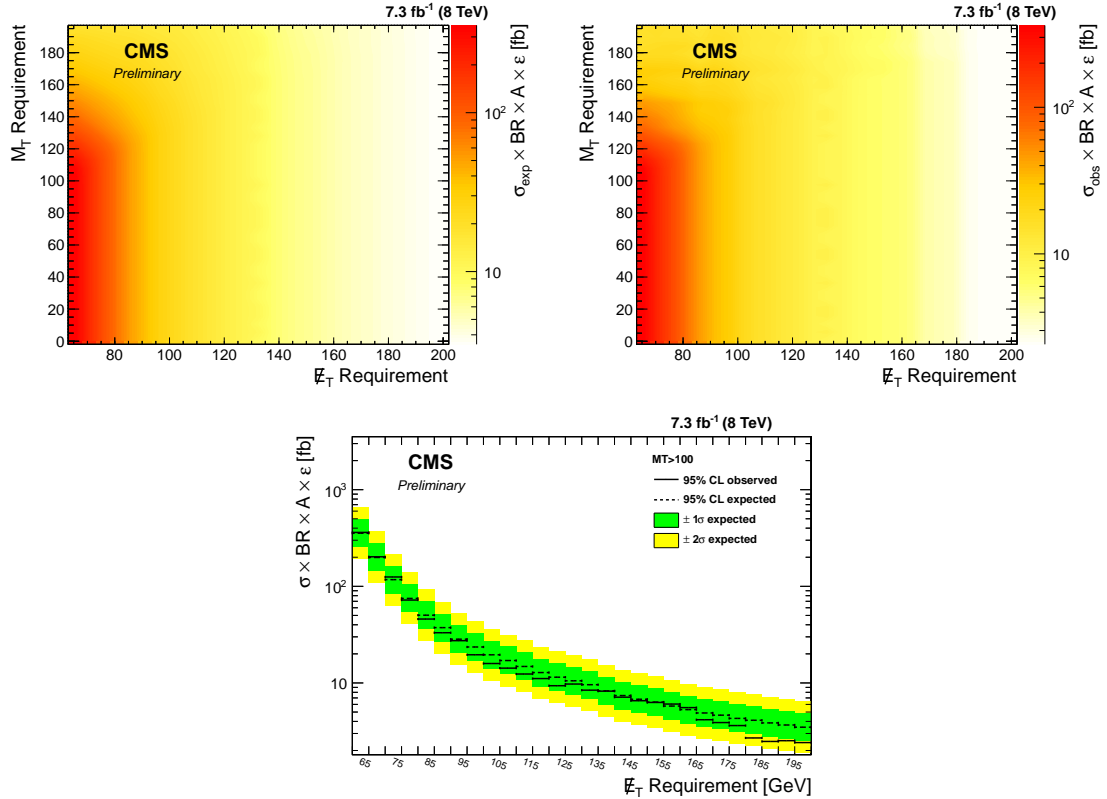 7.3 fb⁻¹ (8 TeV)
CMS
Preliminary
M_T Requirement
180
160
140
120
100
80
60
40
20
0
80 100 120 140 160 180 200
E̸_T Requirement
10²
10
σ_exp × BR × A × ε [fb]
7.3 fb⁻¹ (8 TeV)
CMS
Preliminary
M_T Requirement
180
160
140
120
100
80
60
40
20
0
80 100 120 140 160 180 200
E̸_T Requirement
10²
10
σ_obs × BR × A × ε [fb]
7.3 fb⁻¹ (8 TeV)
CMS
Preliminary
MT>100
95% CL observed
95% CL expected
± 1σ expected
± 2σ expected
σ × BR × A × ε [fb]
10³
10²
10
65 75 85 95 105 115 125 135 145 155 165 175 185 195
E̸_T Requirement [GeV]